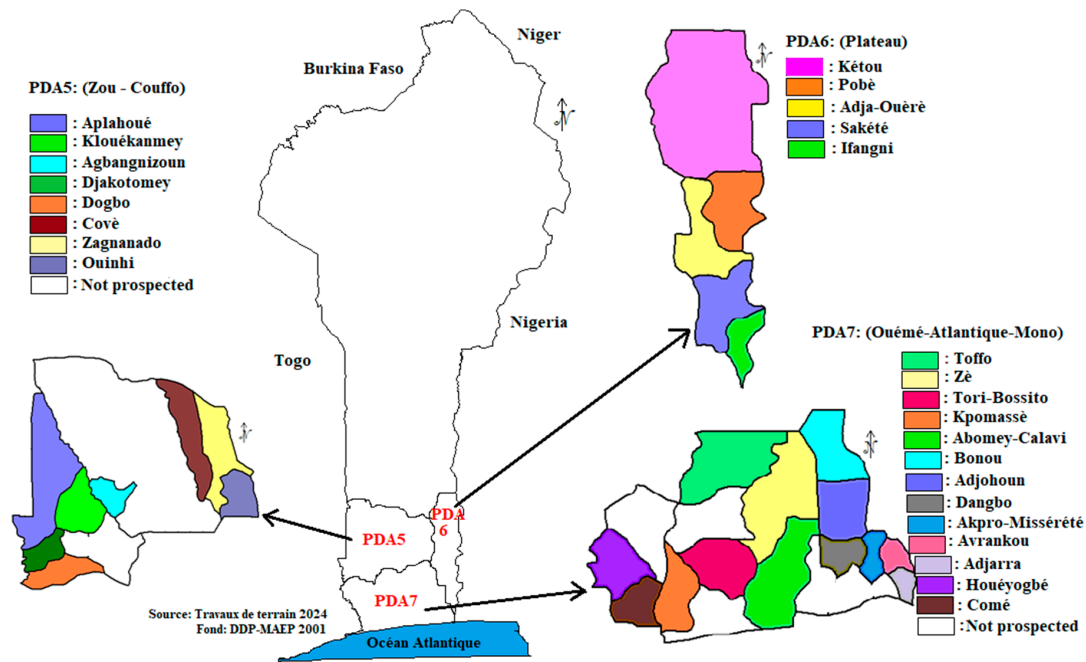 Niger
Burkina Faso
Nigeria
Togo
PDA5
PDA
6
PDA7
Océan Atlantique
Source: Travaux de terrain 2024
Fond: DDP-MAEP 2001
PDA5: (Zou - Couffo)
: Aplahoué
: Klouékanmey
: Agbangnizoun
: Djakotomey
: Dogbo
: Covè
: Zagnanado
: Ouinhi
: Not prospected
N
PDA6: (Plateau)
: Kétou
: Pobè
: Adja-Ouèrè
: Sakété
: Ifangni
N
PDA7: (Ouémé-Atlantique-Mono)
: Toffo
: Zè
: Tori-Bossito
: Kpomassè
: Abomey-Calavi
: Bonou
: Adjohoun
: Dangbo
: Akpro-Missérété
: Avrankou
: Adjarra
: Houéyogbé
: Comé
: Not prospected
N
N